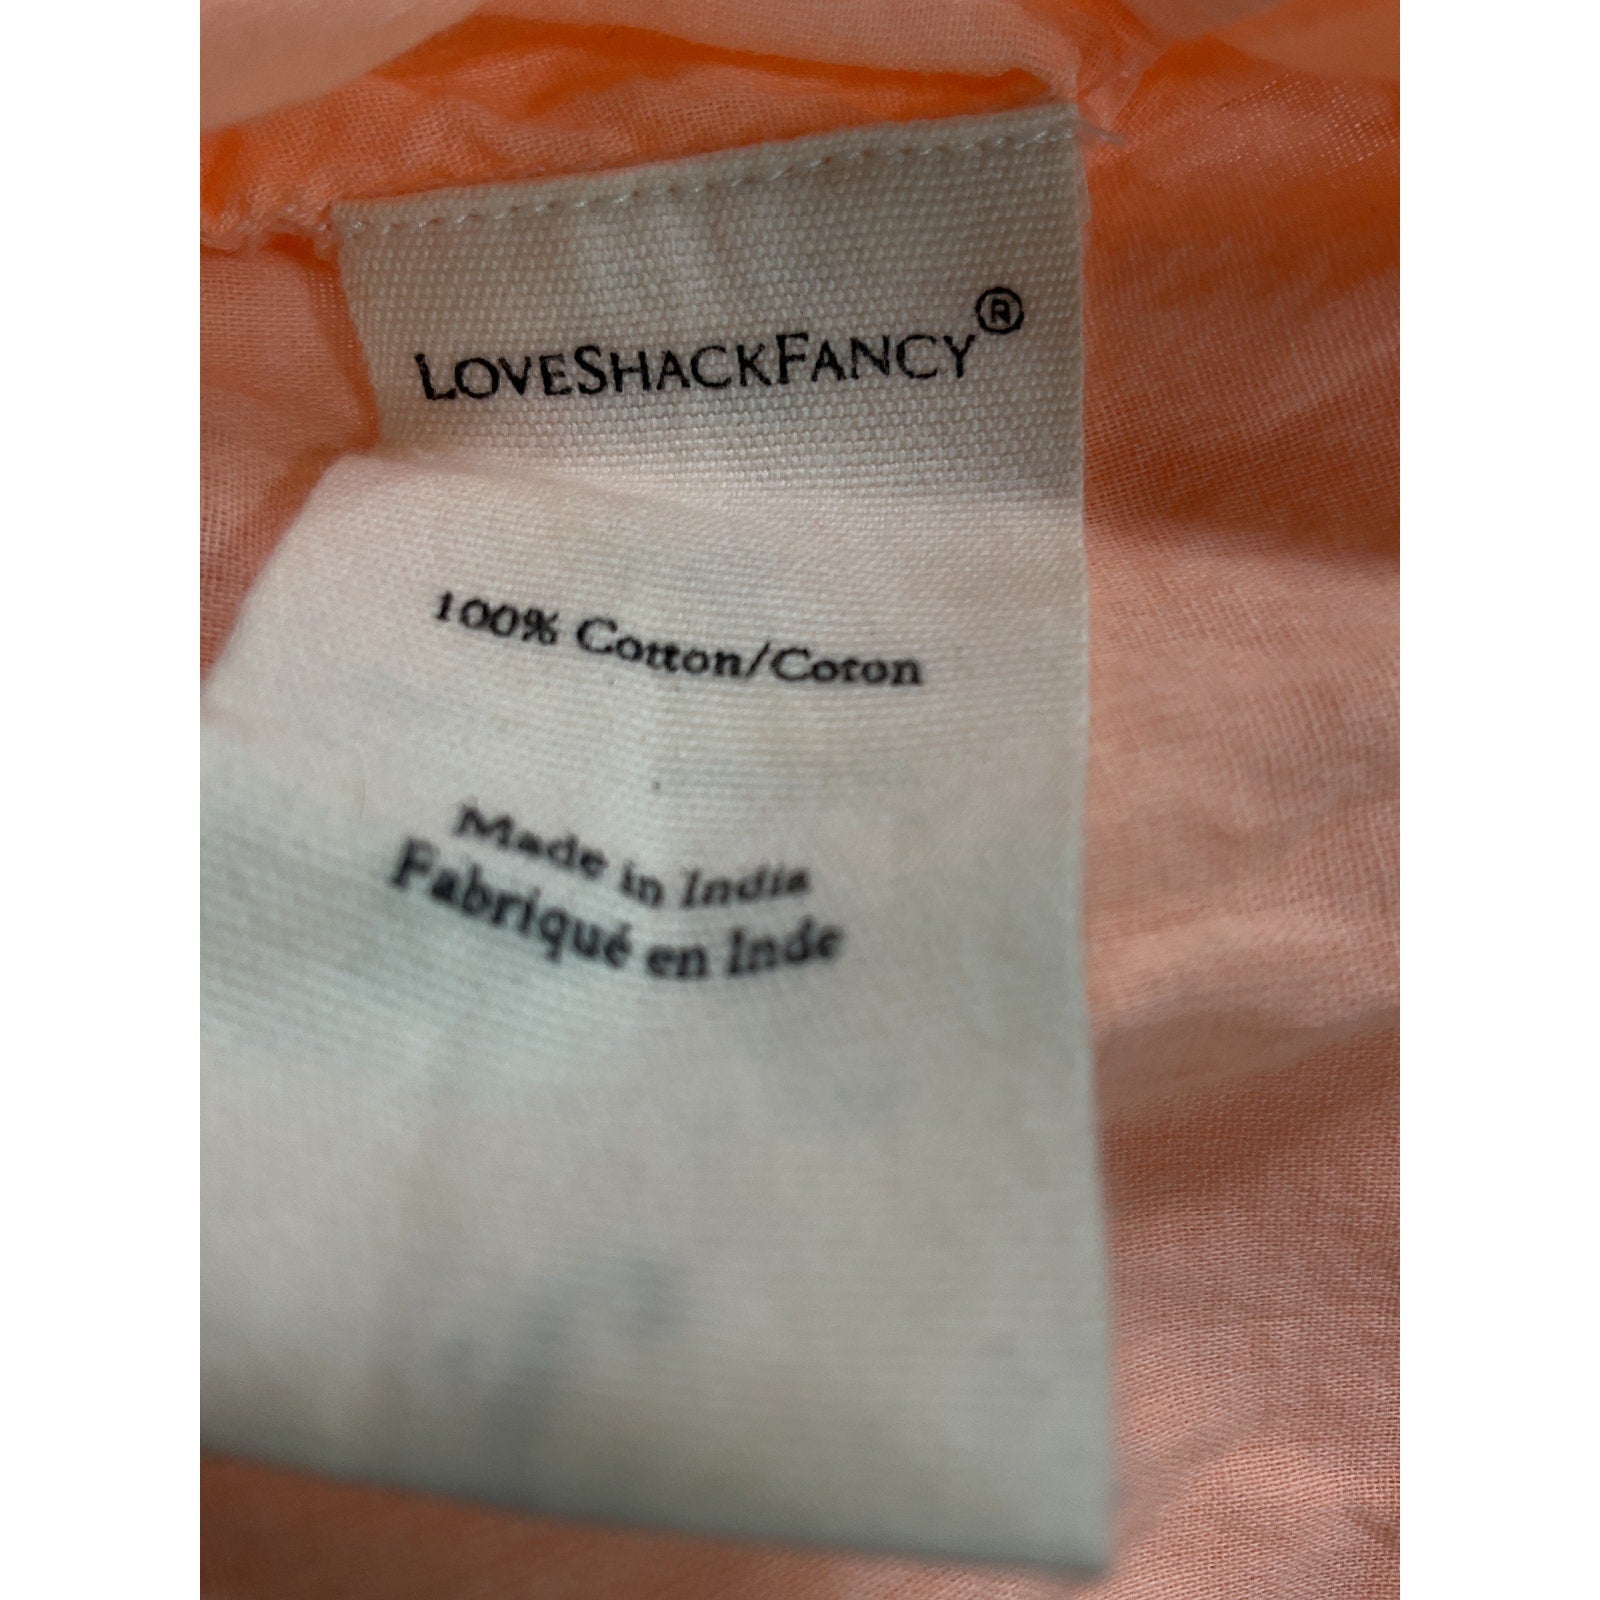 LOVESHACKFANCY®
100% Cotton/Coton
Made in India
Fabriqué en Inde